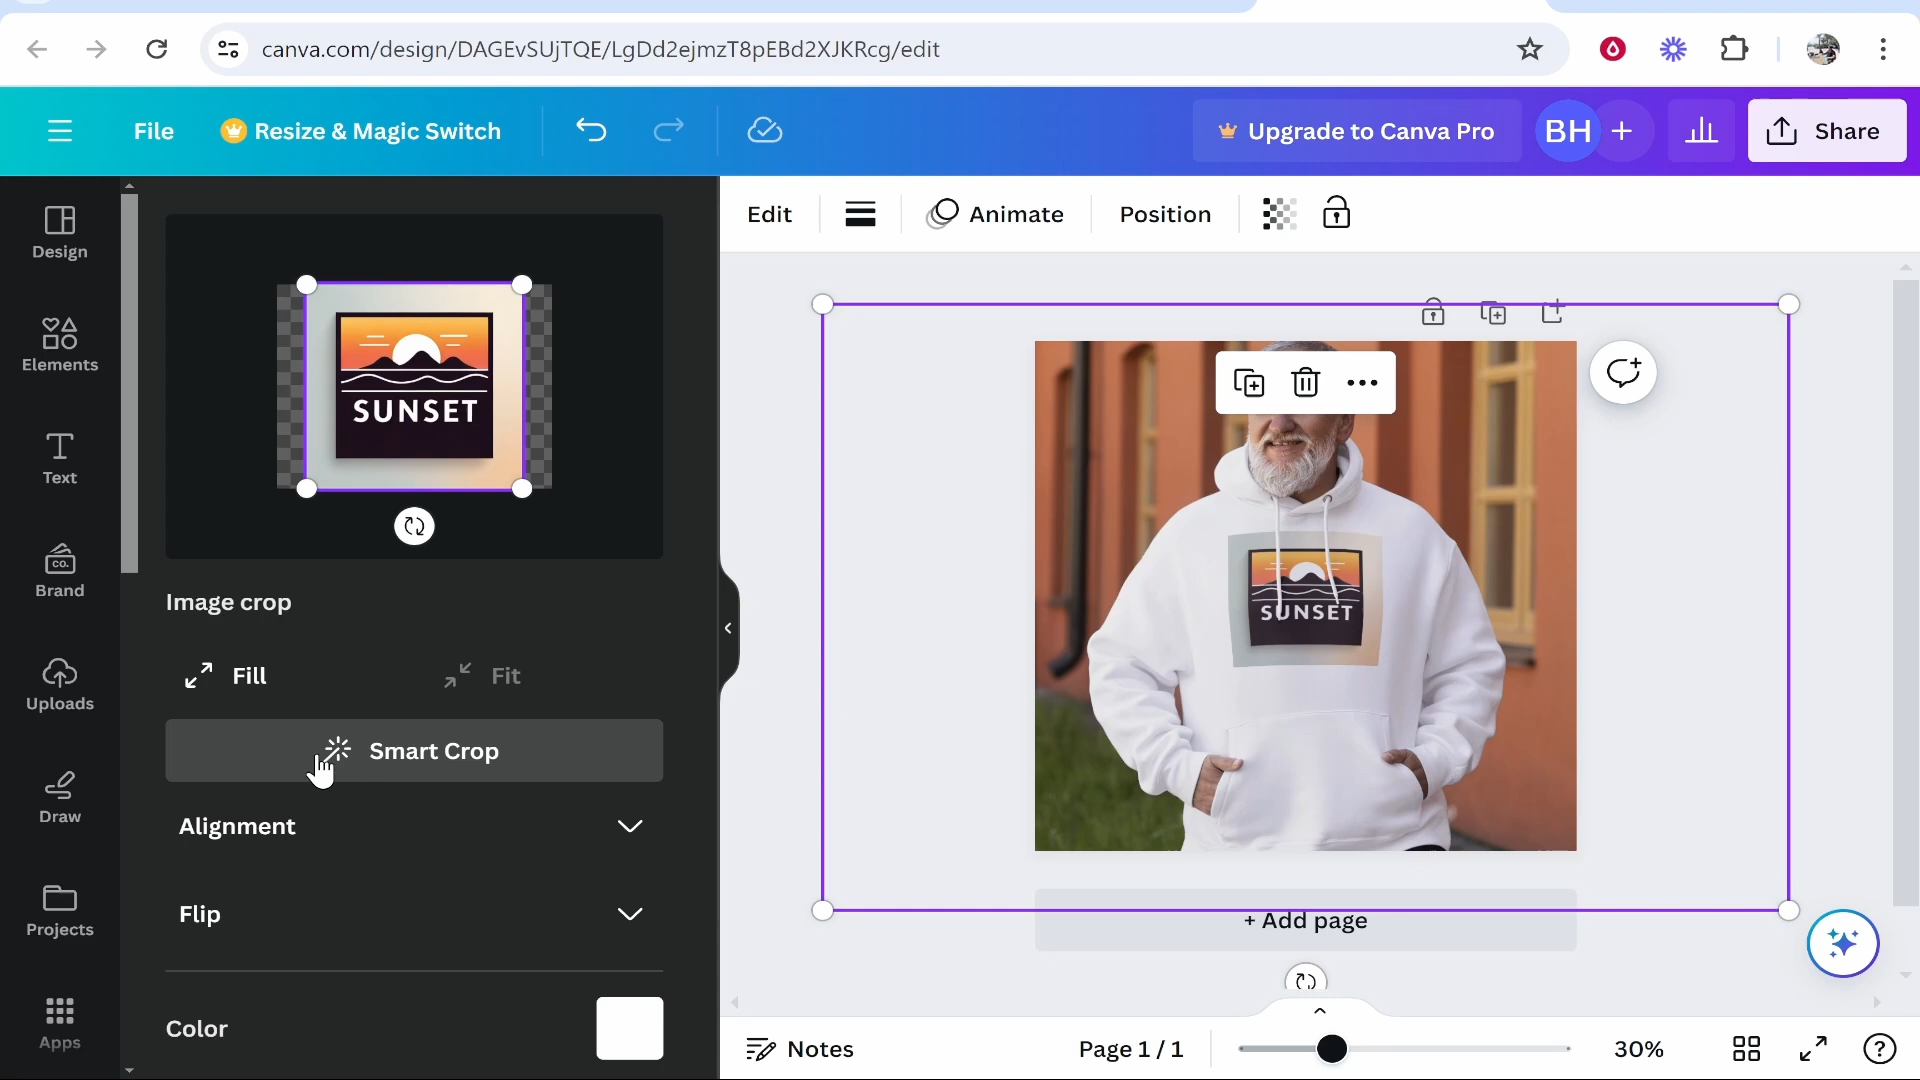 canva.com/design/DAGEvSUjTQE/LgDd2ejmzT8pEBd2XJKRcg/edit
File
Resize & Magic Switch
Upgrade to Canva Pro
BH
Share
Design
Elements
Text
CO.
Brand
Uploads
Draw
Projects
Apps
SUNSET
Image crop
Fill
Fit
Smart Crop
Alignment
Flip
Color
Edit
Animate
Position
SUNSET
+ Add page
Notes
Page 1 / 1
30%